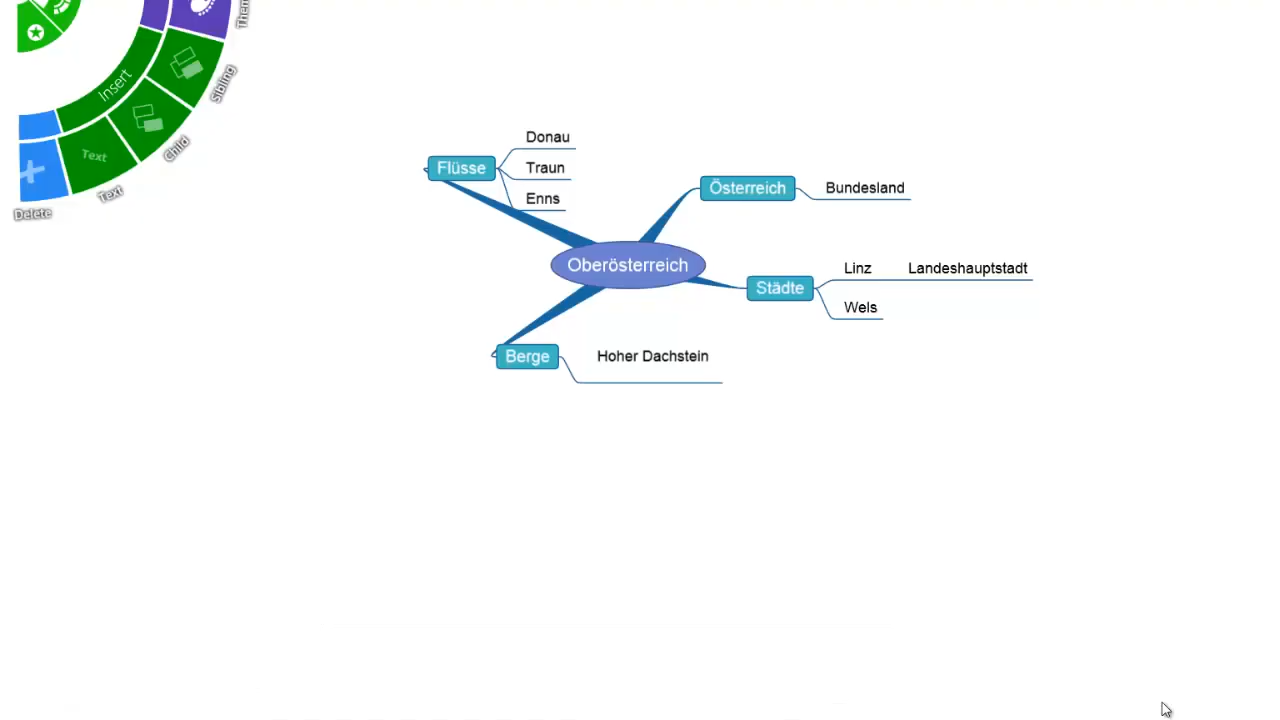 Them
Sibling
Insert
Child
Text
Text
Delete
Donau
Flüsse
Traun
Enns
Österreich
Bundesland
Oberösterreich
Städte
Linz
Landeshauptstadt
Wels
Berge
Hoher Dachstein